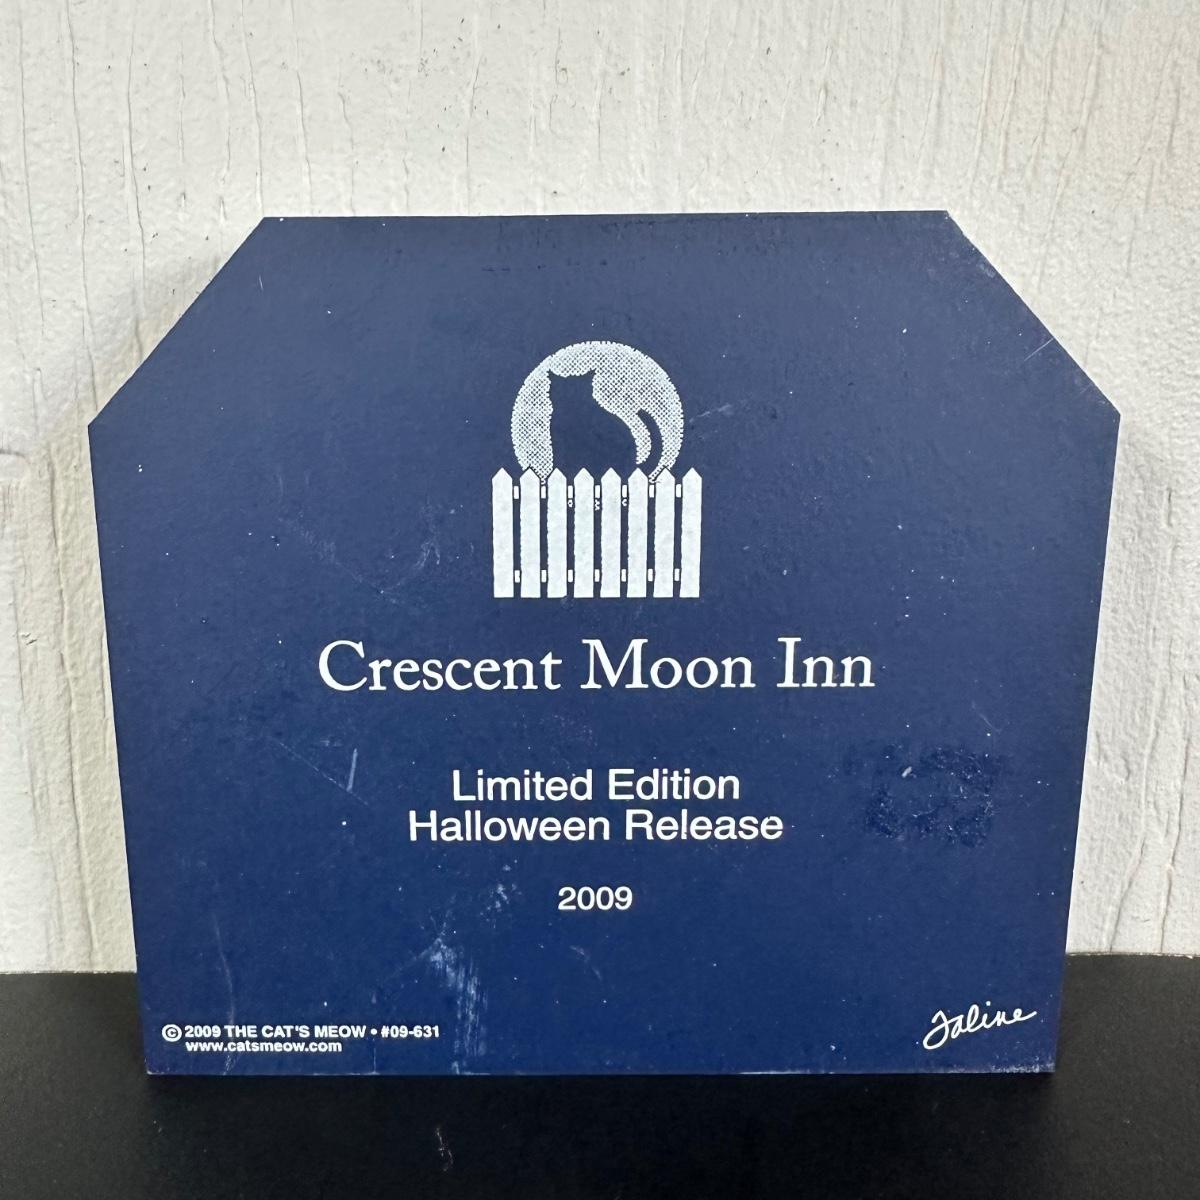 Crescent Moon Inn
Limited Edition
Halloween Release
2009
© 2009 THE CAT'S MEOW • #09-631
www.catsmeow.com
Faline